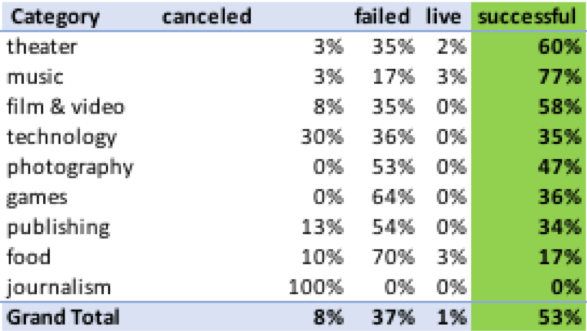 Category canceled failed live successful
theater 3% 35% 2% 60%
music 3% 17% 3% 77%
film & video 8% 35% 0% 58%
technology 30% 36% 0% 35%
photography 0% 53% 0% 47%
games 0% 64% 0% 36%
publishing 13% 54% 0% 34%
food 10% 70% 3% 17%
journalism 100% 0% 0% 0%
Grand Total 8% 37% 1% 53%